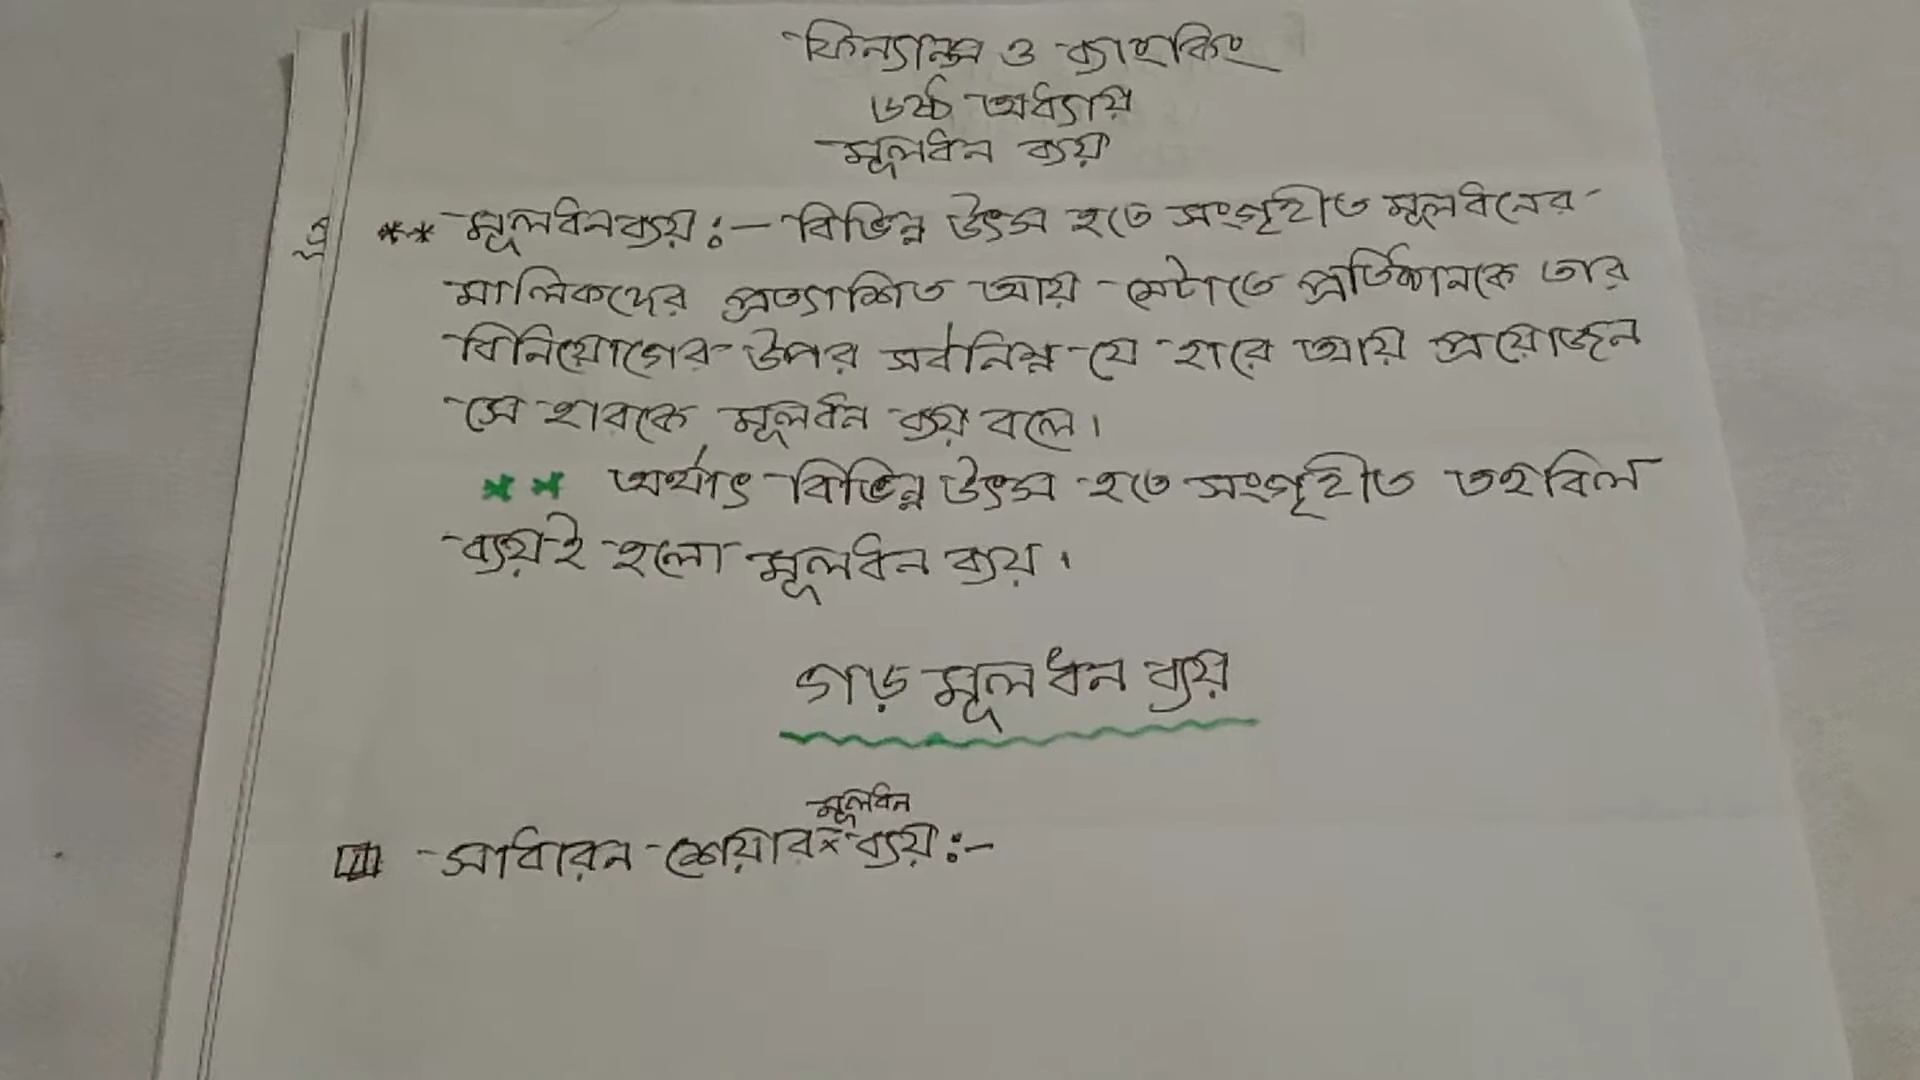 ফিন্যান্স ও ব্যাংকিং
৬ষ্ঠ অধ্যায়
মূলধন ব্যয়
** মূলধন ব্যয় :- বিভিন্ন উৎস হতে সংগৃহীত মূলধনের
মালিকদের প্রত্যাশিত আয় মেটাতে প্রতিষ্ঠানকে তার
বিনিয়োগের উপর সর্বনিম্ন যে হারে আয় প্রয়োজন
সে হারকে মূলধন ব্যয় বলে।
** অর্থাৎ বিভিন্ন উৎস হতে সংগৃহীত তহবিল
ব্যয়ই হলো মূলধন ব্যয়।
গড় মূলধন ব্যয়
মূলধন
সাধারন শেয়ার × ব্যয় :-